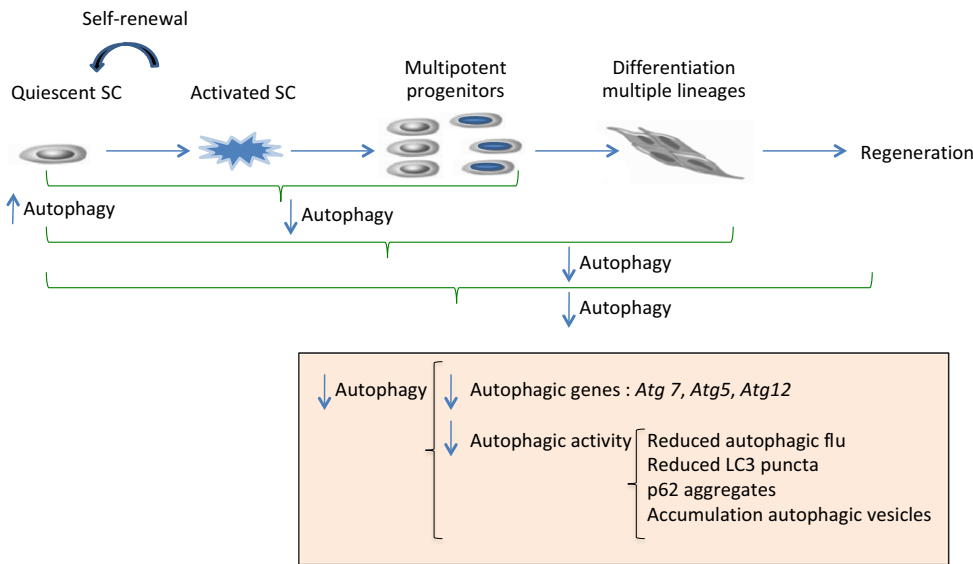 Self-renewal
Quiescent SC
Activated SC
Multipotent
progenitors
Differentiation
multiple lineages
Regeneration
Autophagy
Autophagy
Autophagy
Autophagy
Autophagy
Autophagic genes : Atg 7, Atg5, Atg12
Autophagic activity
Reduced autophagic flu
Reduced LC3 puncta
p62 aggregates
Accumulation autophagic vesicles